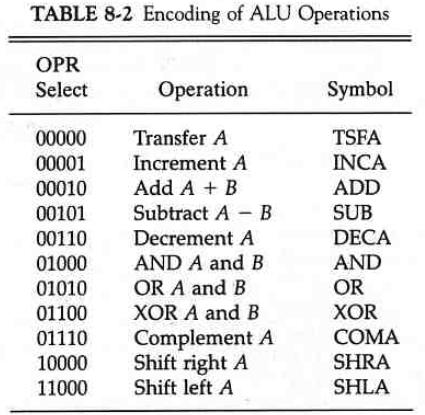 TABLE 8-2 Encoding of ALU Operations
OPR
Select Operation Symbol
00000 Transfer A TSFA
00001 Increment A INCA
00010 Add A + B ADD
00101 Subtract A − B SUB
00110 Decrement A DECA
01000 AND A and B AND
01010 OR A and B OR
01100 XOR A and B XOR
01110 Complement A COMA
10000 Shift right A SHRA
11000 Shift left A SHLA